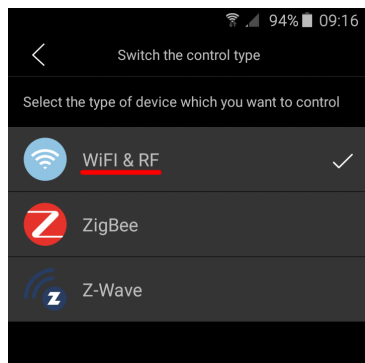 94% 09:16
Switch the control type
Select the type of device which you want to control
WiFI & RF
ZigBee
Z-Wave